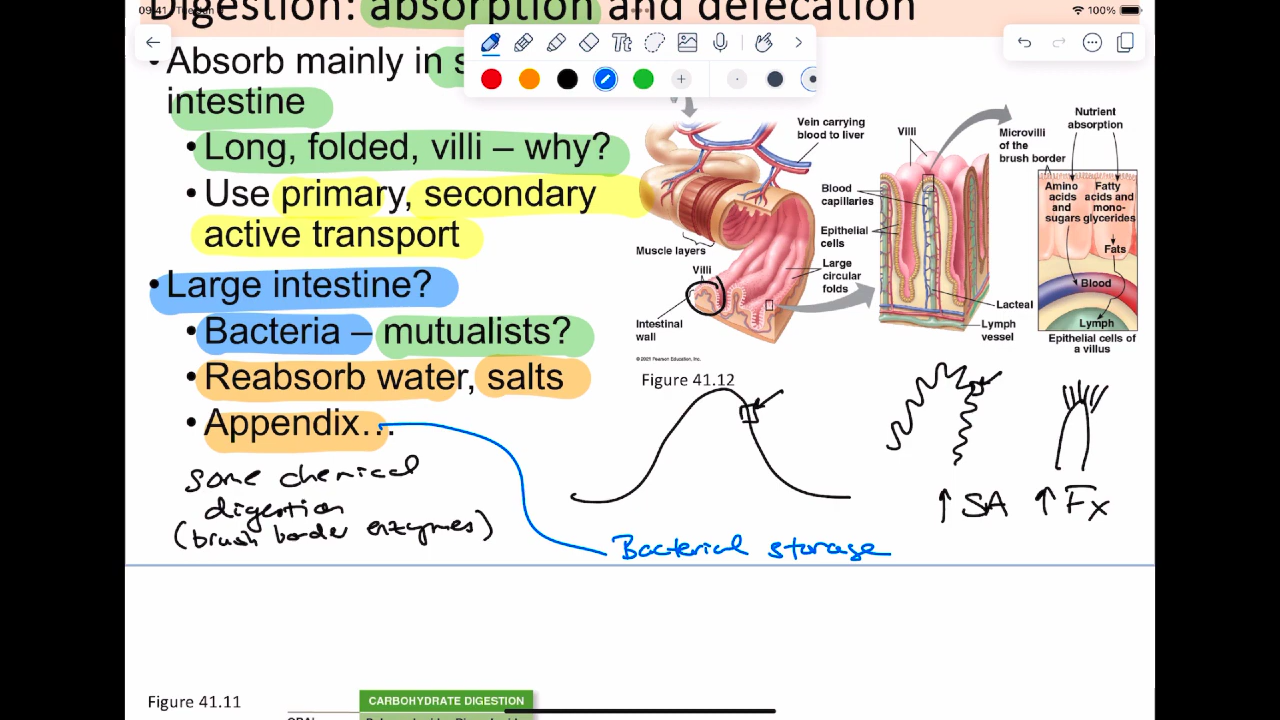 Digestion: absorption and defecation
09:41
100%
Tt
• Absorb mainly in s
intestine
• Long, folded, villi – why?
• Use primary, secondary
active transport
• Large intestine?
• Bacteria – mutualists?
• Reabsorb water, salts
• Appendix...
some chemical
digestion
(brush border enzymes)
Bacterial storage
Vein carrying
blood to liver
Muscle layers
Villi
Intestinal
wall
Large
circular
folds
© 2021 Pearson Education, Inc.
Figure 41.12
Villi
Blood
capillaries
Epithelial
cells
Lacteal
Lymph
vessel
Microvilli
of the
brush border
Nutrient
absorption
Amino
acids
and
sugars
Fatty
acids and
mono-
glycerides
Fats
Blood
Lymph
Epithelial cells of
a villus
↑ SA ↑ Fx
Figure 41.11
CARBOHYDRATE DIGESTION